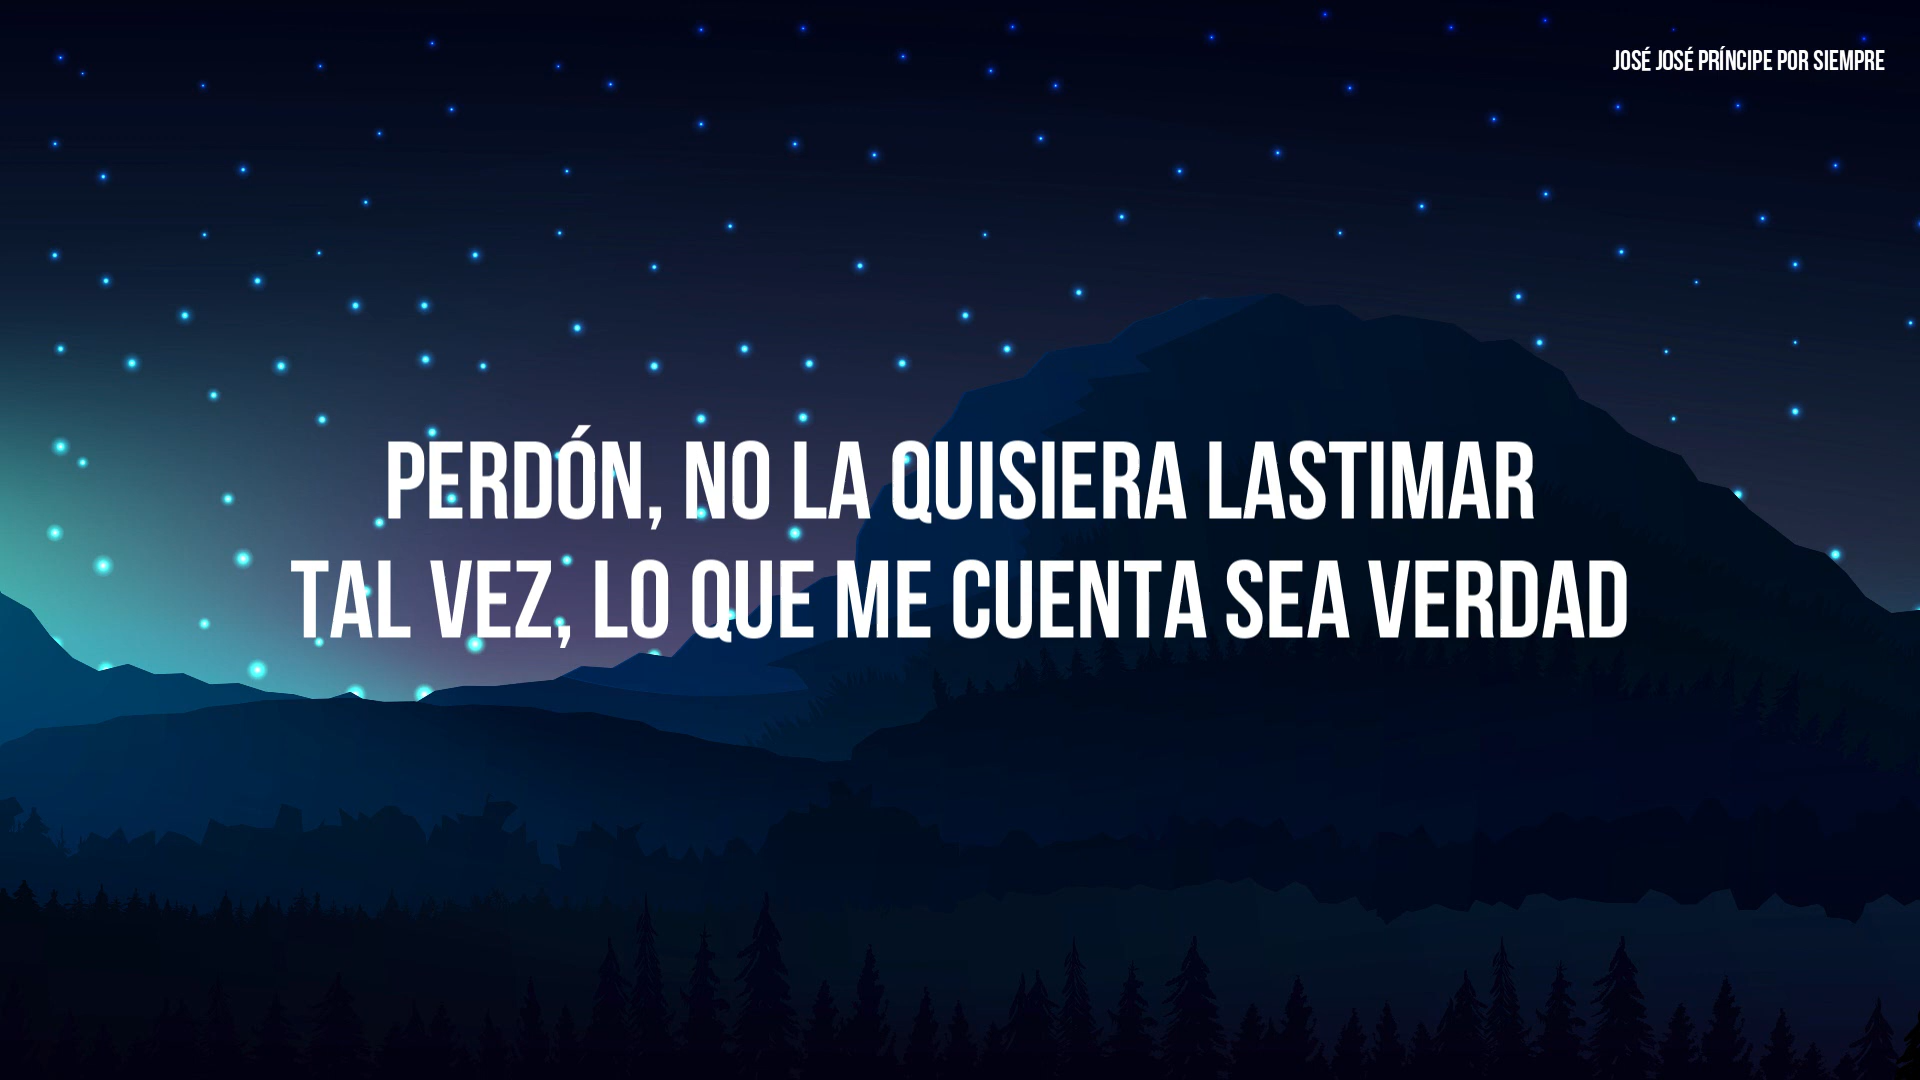 JOSÉ JOSÉ PRÍNCIPE POR SIEMPRE
PERDÓN, NO LA QUISIERA LASTIMAR
TAL VEZ, LO QUE ME CUENTA SEA VERDAD